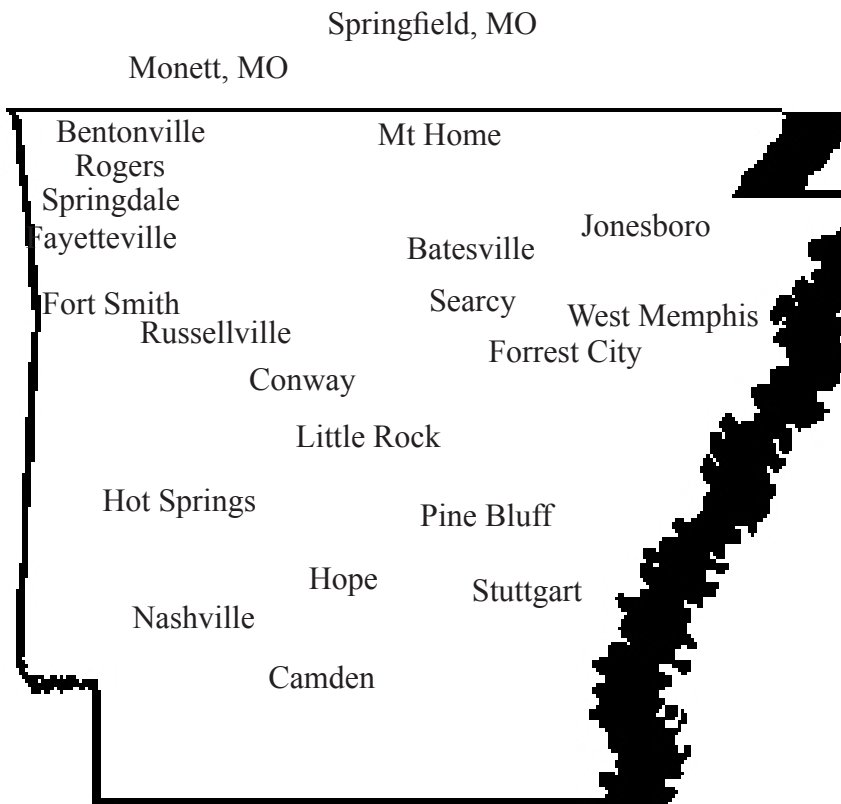 Springfield, MO
Monett, MO
Bentonville
Mt Home
Rogers
Springdale
Jonesboro
Fayetteville
Batesville
Searcy
Fort Smith
West Memphis
Russellville
Forrest City
Conway
Little Rock
Hot Springs
Pine Bluff
Hope
Stuttgart
Nashville
Camden